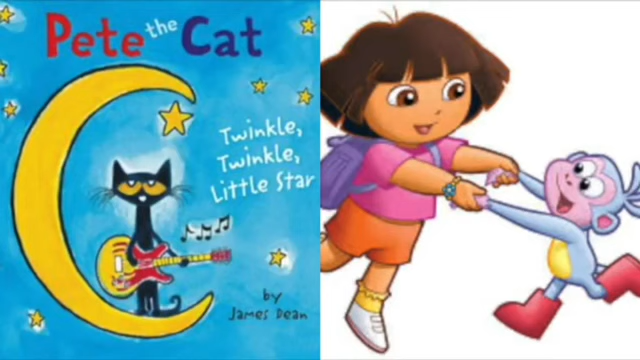 Pete the Cat
Twinkle,
Twinkle,
Little Star
by
James Dean